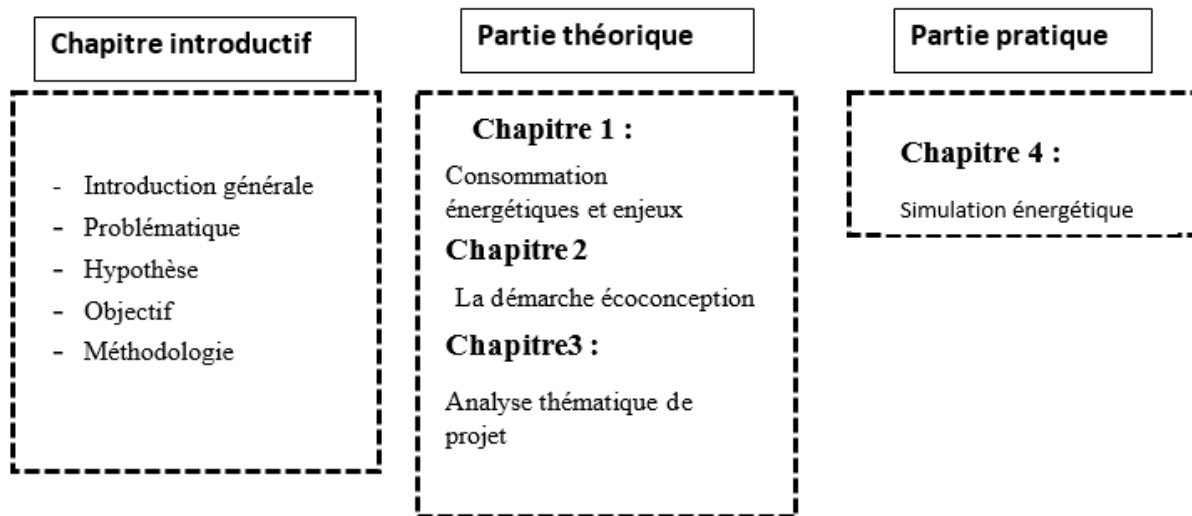 Chapitre introductif
- Introduction générale
- Problématique
- Hypothèse
- Objectif
- Méthodologie
Partie théorique
Chapitre 1 :
Consommation
énergétiques et enjeux
Chapitre 2
La démarche écoconception
Chapitre3 :
Analyse thématique de
projet
Partie pratique
Chapitre 4 :
Simulation énergétique